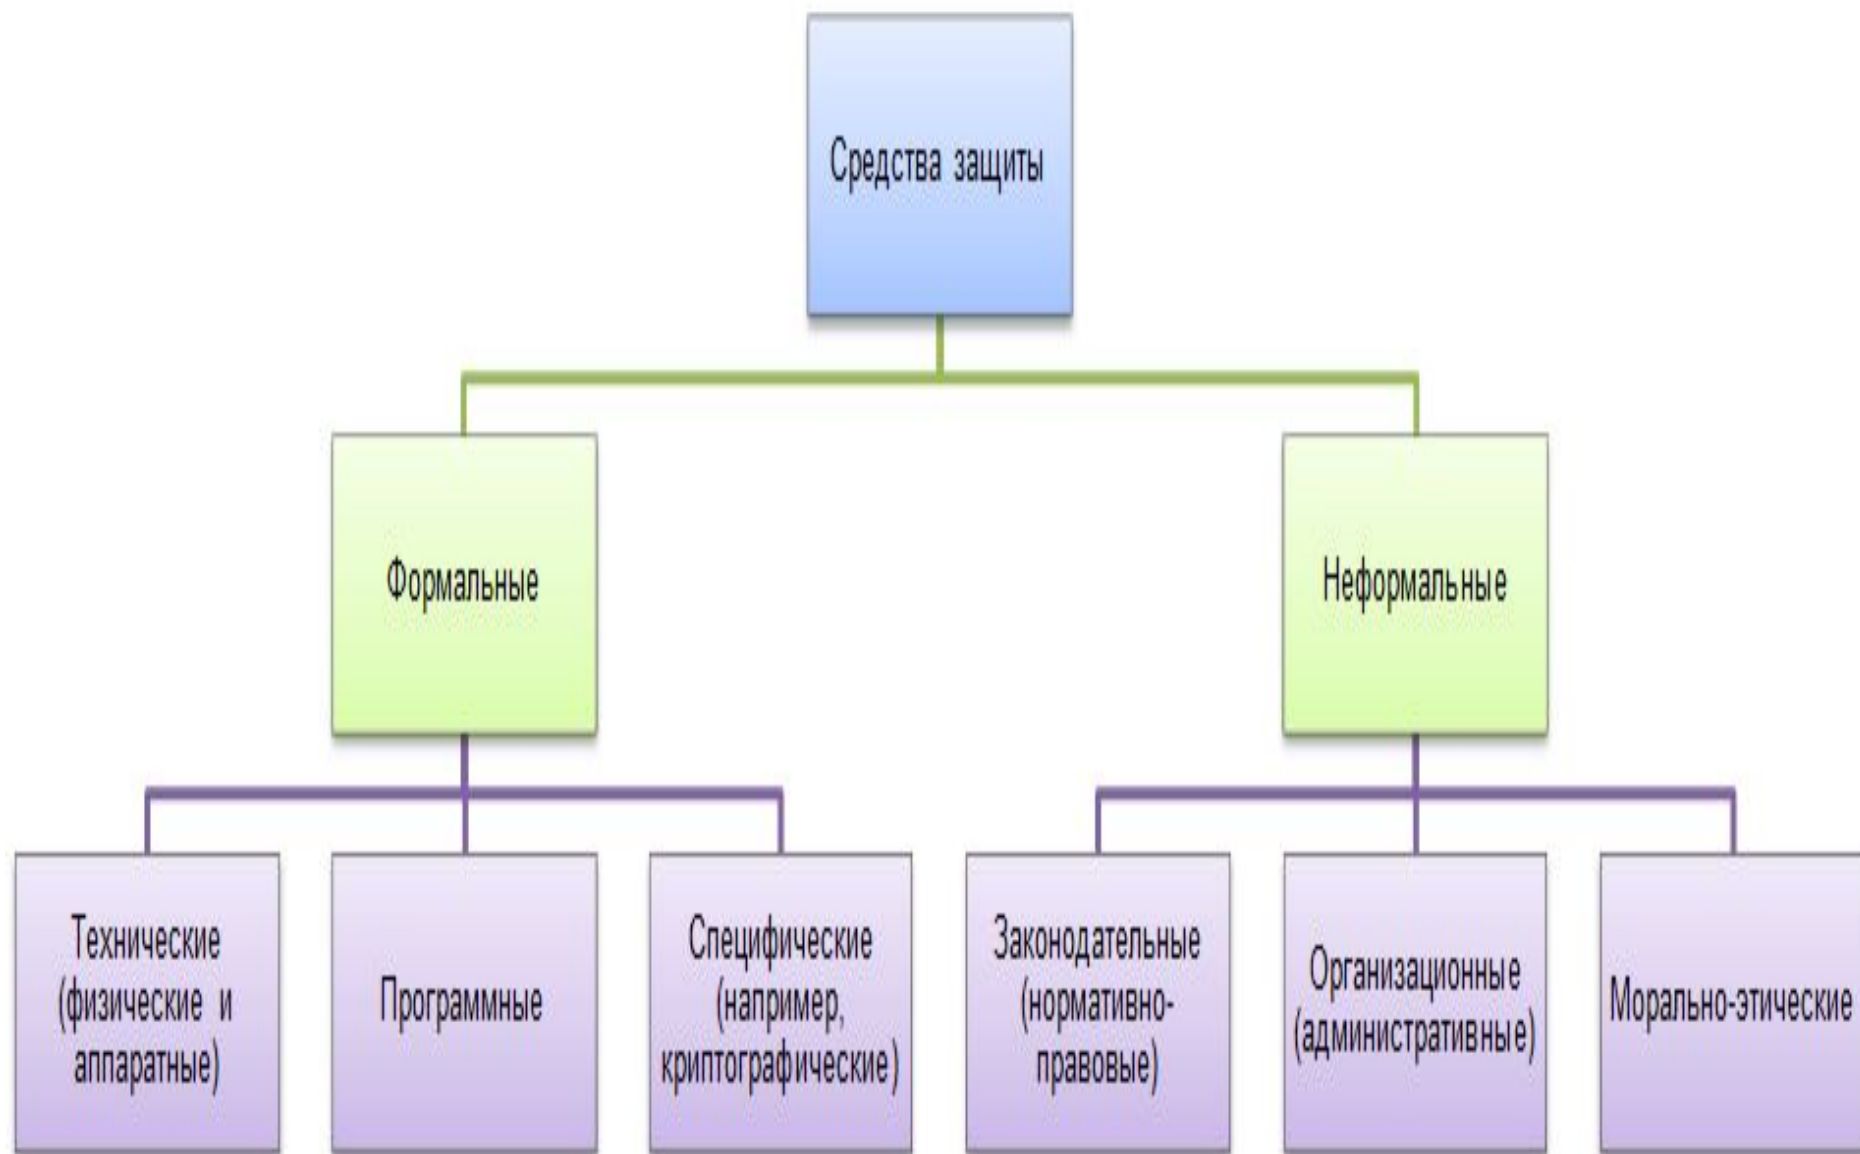 Средства защиты
Формальные
Неформальные
Технические
(физические и
аппаратные)
Программные
Специфические
(например,
криптографические)
Законодательные
(нормативно-
правовые)
Организационные
(административные)
Морально-этические